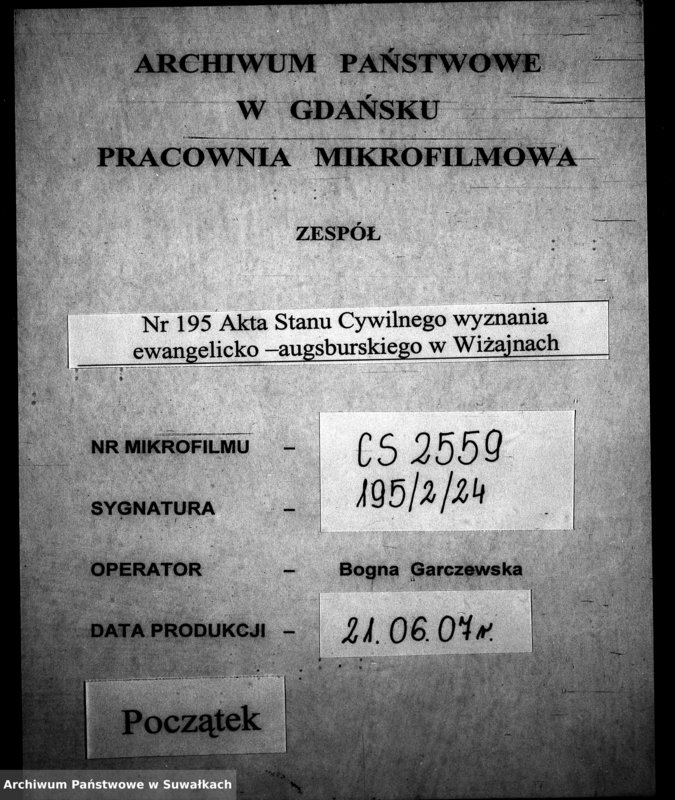 ARCHIWUM PAŃSTWOWE
W GDAŃSKU
PRACOWNIA MIKROFILMOWA
ZESPÓŁ
Nr 195 Akta Stanu Cywilnego wyznania
ewangelicko –augsburskiego w Wiżajnach
NR MIKROFILMU – CS 2559
SYGNATURA – 195/2/24
OPERATOR – Bogna Garczewska
DATA PRODUKCJI – 21.06.07r.
Początek
Archiwum Państwowe w Suwałkach